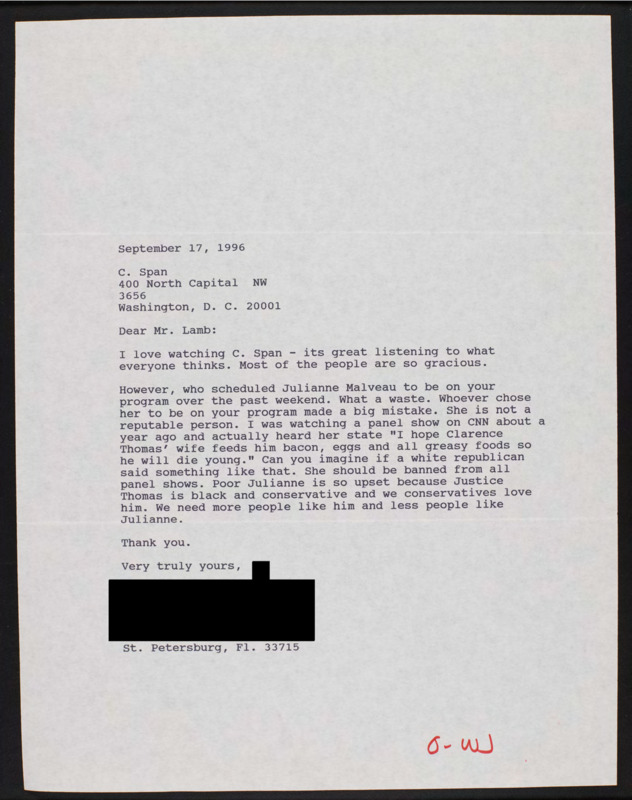 September 17, 1996
C. Span
400 North Capital NW
3656
Washington, D. C. 20001
Dear Mr. Lamb:
I love watching C. Span - its great listening to what
everyone thinks. Most of the people are so gracious.
However, who scheduled Julianne Malveau to be on your
program over the past weekend. What a waste. Whoever chose
her to be on your program made a big mistake. She is not a
reputable person. I was watching a panel show on CNN about a
year ago and actually heard her state "I hope Clarence
Thomas' wife feeds him bacon, eggs and all greasy foods so
he will die young." Can you imagine if a white republican
said something like that. She should be banned from all
panel shows. Poor Julianne is so upset because Justice
Thomas is black and conservative and we conservatives love
him. We need more people like him and less people like
Julianne.
Thank you.
Very truly yours,
St. Petersburg, Fl. 33715